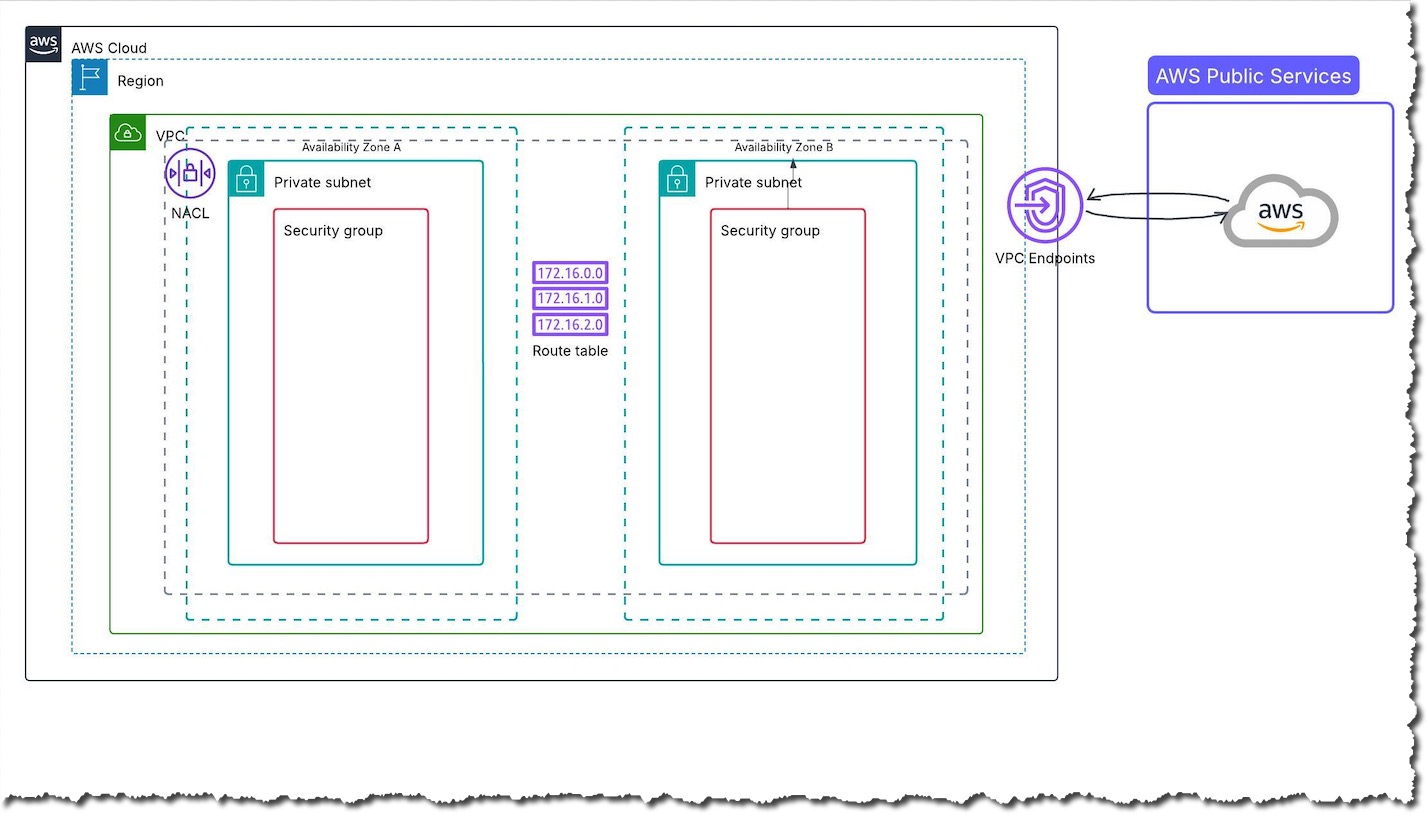 aws
AWS Cloud
Region
AWS Public Services
VPC
Availability Zone A
Availability Zone B
NACL
Private subnet
Private subnet
Security group
Security group
aws
VPC Endpoints
172.16.0.0
172.16.1.0
172.16.2.0
Route table